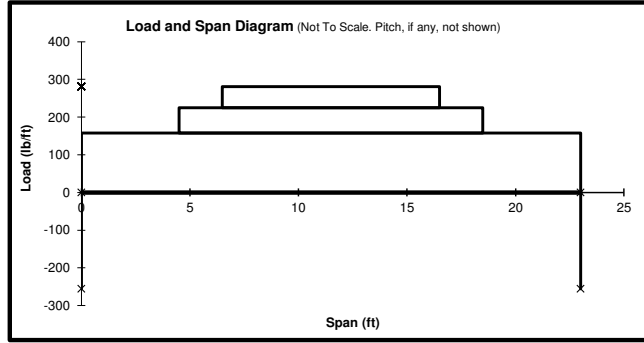 Load and Span Diagram (Not To Scale. Pitch, if any, not shown)
400
300
200
100
0
-100
-200
-300
Load (lb/ft)
0 5 10 15 20 25
Span (ft)